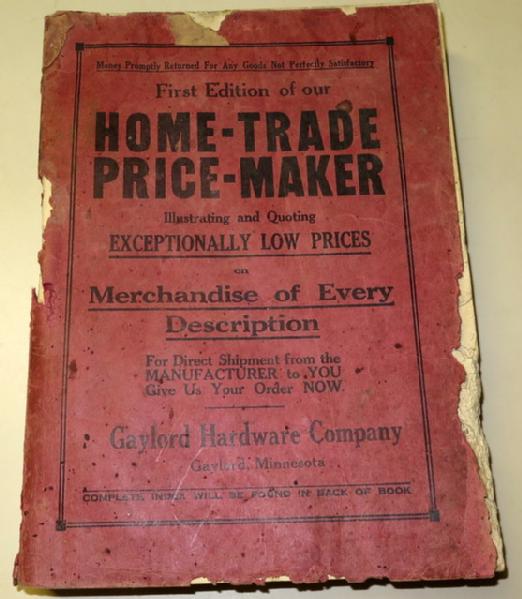 Money Promptly Returned For Any Goods Not Perfectly Satisfactory
First Edition of our
HOME-TRADE
PRICE-MAKER
Illustrating and Quoting
EXCEPTIONALLY LOW PRICES
on
Merchandise of Every
Description
For Direct Shipment from the
MANUFACTURER to YOU
Give Us Your Order NOW.
Gaylord Hardware Company
Gaylord, Minnesota
COMPLETE INDEX WILL BE FOUND IN BACK OF BOOK